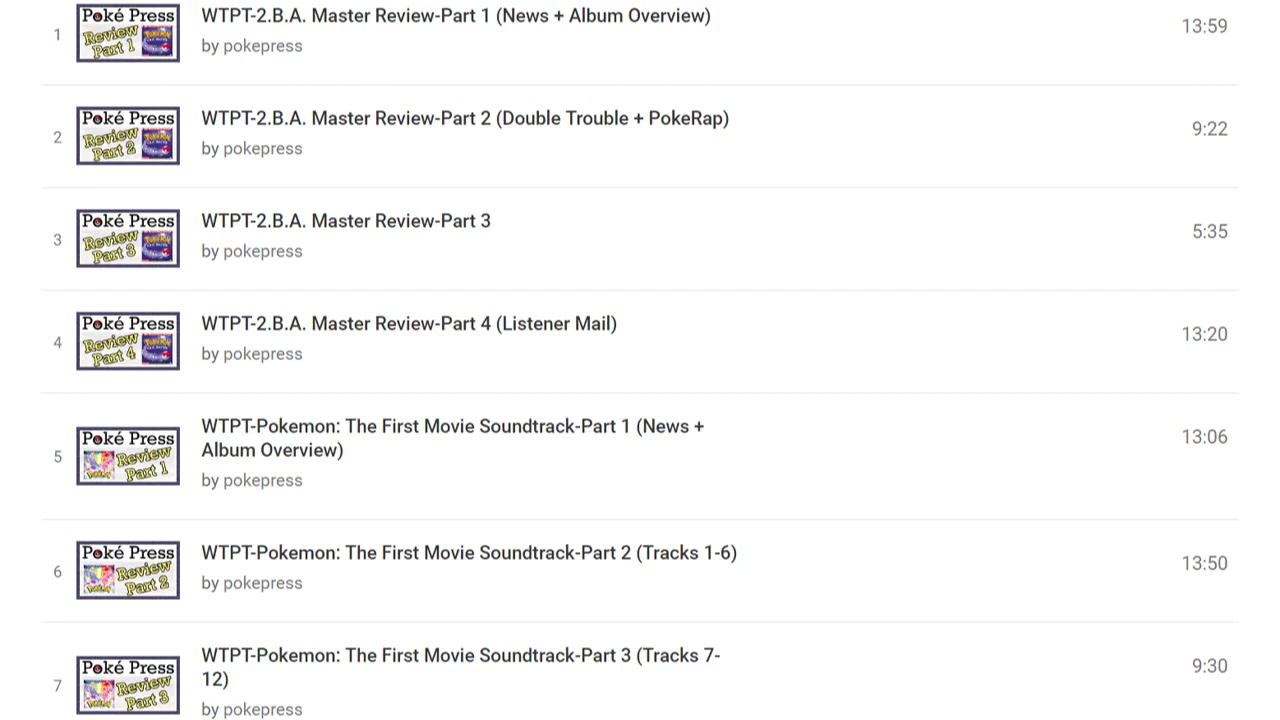 1
Poké Press
Review
Part 1
WTPT-2.B.A. Master Review-Part 1 (News + Album Overview)
by pokepress
13:59
2
Poké Press
Review
Part 2
WTPT-2.B.A. Master Review-Part 2 (Double Trouble + PokeRap)
by pokepress
9:22
3
Poké Press
Review
Part 3
WTPT-2.B.A. Master Review-Part 3
by pokepress
5:35
4
Poké Press
Review
Part 4
WTPT-2.B.A. Master Review-Part 4 (Listener Mail)
by pokepress
13:20
5
Poké Press
Review
Part 1
WTPT-Pokemon: The First Movie Soundtrack-Part 1 (News +
Album Overview)
by pokepress
13:06
6
Poké Press
Review
Part 2
WTPT-Pokemon: The First Movie Soundtrack-Part 2 (Tracks 1-6)
by pokepress
13:50
7
Poké Press
Review
Part 3
WTPT-Pokemon: The First Movie Soundtrack-Part 3 (Tracks 7-
12)
by pokepress
9:30